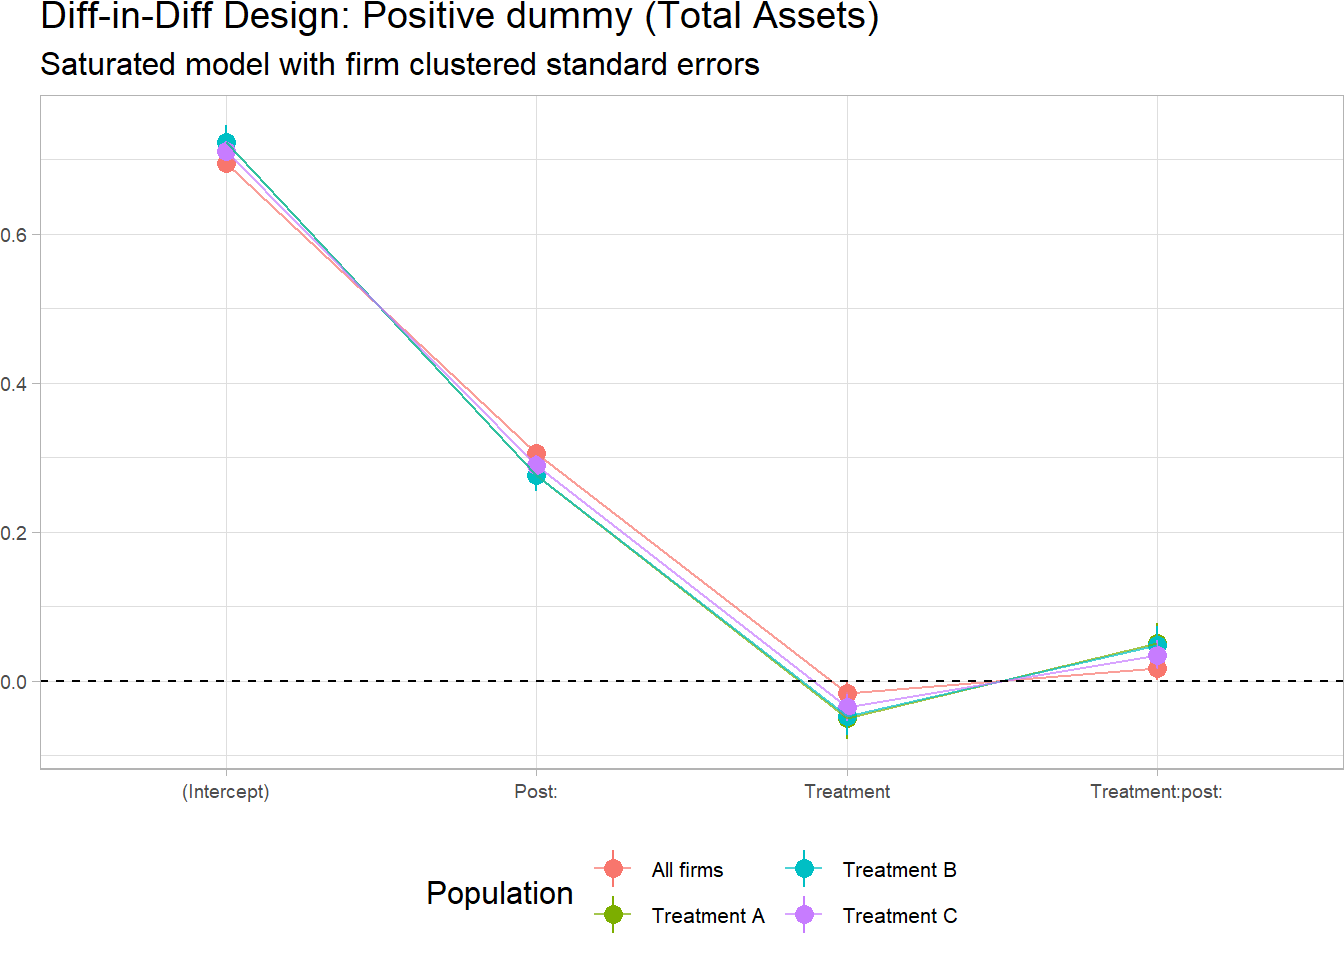 Diff-in-Diff Design: Positive dummy (Total Assets)
Saturated model with firm clustered standard errors
0.6
0.4
0.2
0.0
(Intercept) Post: Treatment Treatment:post:
Population
All firms Treatment B
Treatment A Treatment C